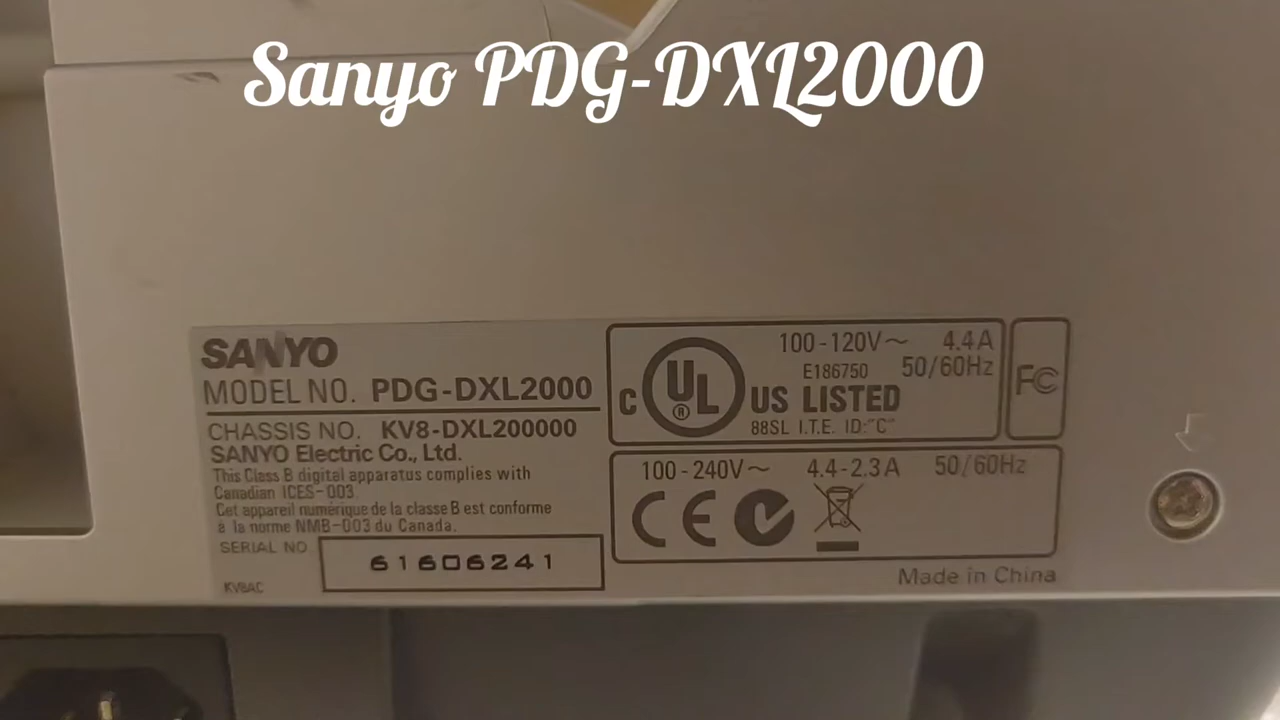 Sanyo PDG-DXL2000
SANYO
MODEL NO. PDG-DXL2000
CHASSIS NO. KV8-DXL200000
SANYO Electric Co., Ltd.
This Class B digital apparatus complies with
Canadian ICES-003.
Cet appareil numérique de la classe B est conforme
à la norme NMB-003 du Canada.
SERIAL NO.
61606241
KV8AC
C UL ® US LISTED
100-120V~ 4.4A
E186750 50/60Hz
88SL I.T.E. ID:"C"
FC
100-240V~ 4.4-2.3A 50/60Hz
CE
Made in China